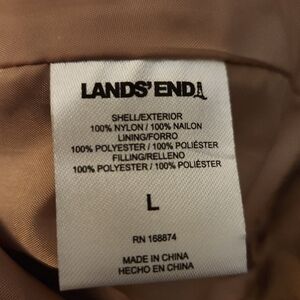 LANDS' END
SHELL/EXTERIOR
100% NYLON / 100% NAILON
LINING/FORRO
100% POLYESTER / 100% POLIÉSTER
FILLING/RELLENO
100% POLYESTER / 100% POLIÉSTER
L
RN 168874
MADE IN CHINA
HECHO EN CHINA